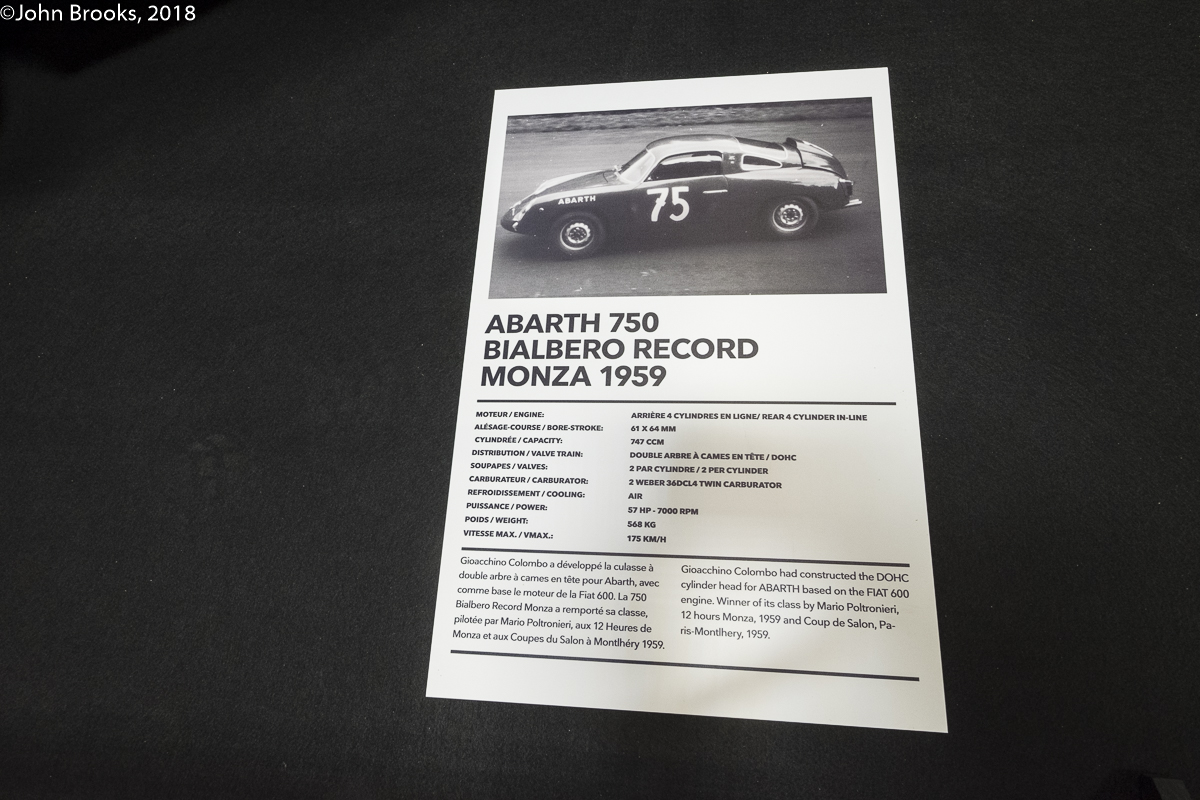 ©John Brooks, 2018
ABARTH
75
ABARTH 750
BIALBERO RECORD
MONZA 1959
MOTEUR / ENGINE: ARRIÈRE 4 CYLINDRES EN LIGNE/ REAR 4 CYLINDER IN-LINE
ALÉSAGE-COURSE / BORE-STROKE: 61 X 64 MM
CYLINDRÉE / CAPACITY: 747 CCM
DISTRIBUTION / VALVE TRAIN: DOUBLE ARBRE À CAMES EN TÊTE / DOHC
SOUPAPES / VALVES: 2 PAR CYLINDRE / 2 PER CYLINDER
CARBURATEUR / CARBURATOR: 2 WEBER 36DCL4 TWIN CARBURATOR
REFROIDISSEMENT / COOLING: AIR
PUISSANCE / POWER: 57 HP - 7000 RPM
POIDS / WEIGHT: 568 KG
VITESSE MAX. / VMAX.: 175 KM/H
Gioacchino Colombo a développé la culasse à
double arbre à cames en tête pour Abarth, avec
comme base le moteur de la Fiat 600. La 750
Bialbero Record Monza a remporté sa classe,
pilotée par Mario Poltronieri, aux 12 Heures de
Monza et aux Coupes du Salon à Montlhéry 1959.
Gioacchino Colombo had constructed the DOHC
cylinder head for ABARTH based on the FIAT 600
engine. Winner of its class by Mario Poltronieri,
12 hours Monza, 1959 and Coup de Salon, Pa-
ris-Montlhery, 1959.